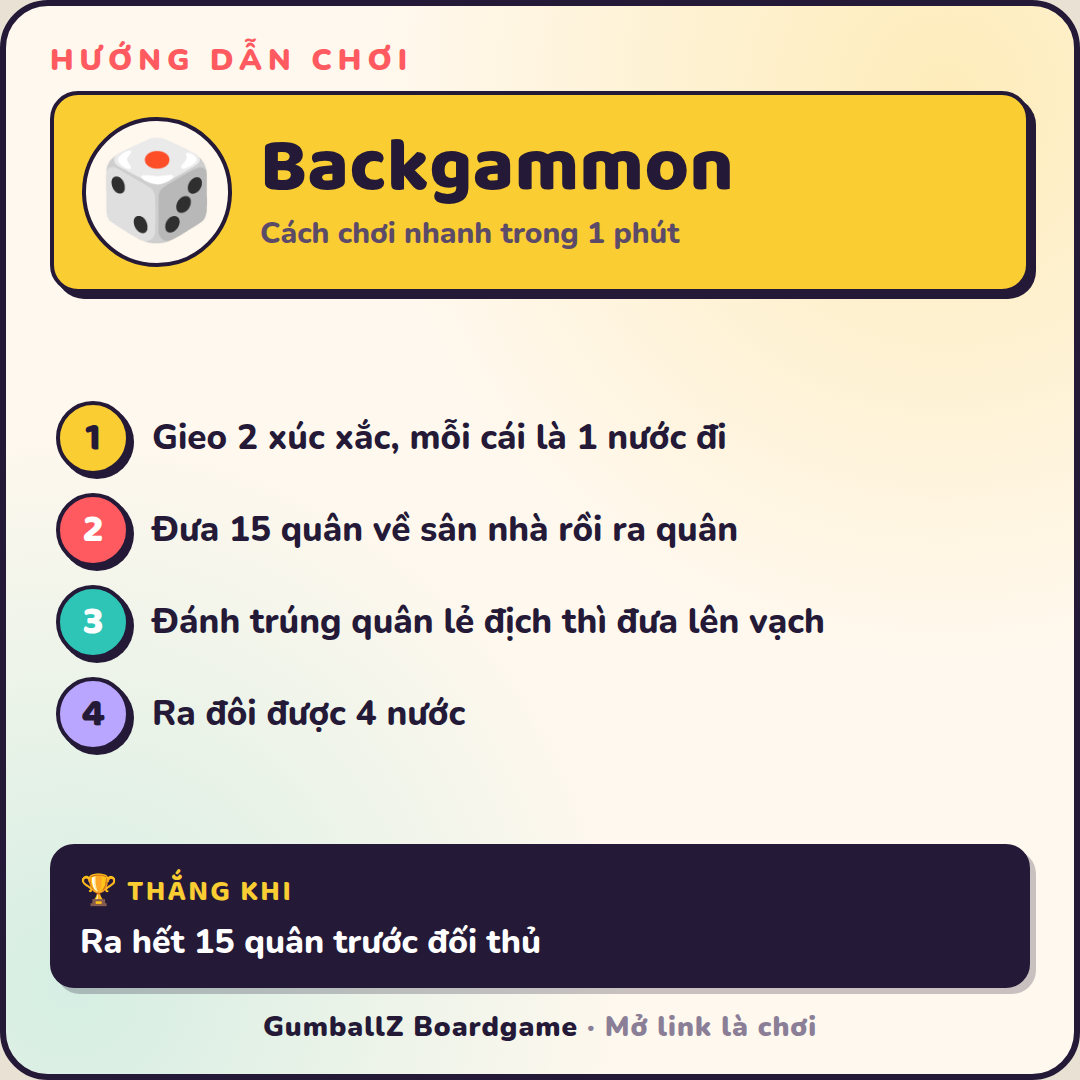 HƯỚNG DẪN CHƠI
Backgammon
Cách chơi nhanh trong 1 phút
1 Gieo 2 xúc xắc, mỗi cái là 1 nước đi
2 Đưa 15 quân về sân nhà rồi ra quân
3 Đánh trúng quân lẻ địch thì đưa lên vạch
4 Ra đôi được 4 nước
🏆 THẮNG KHI
Ra hết 15 quân trước đối thủ
GumballZ Boardgame · Mở link là chơi